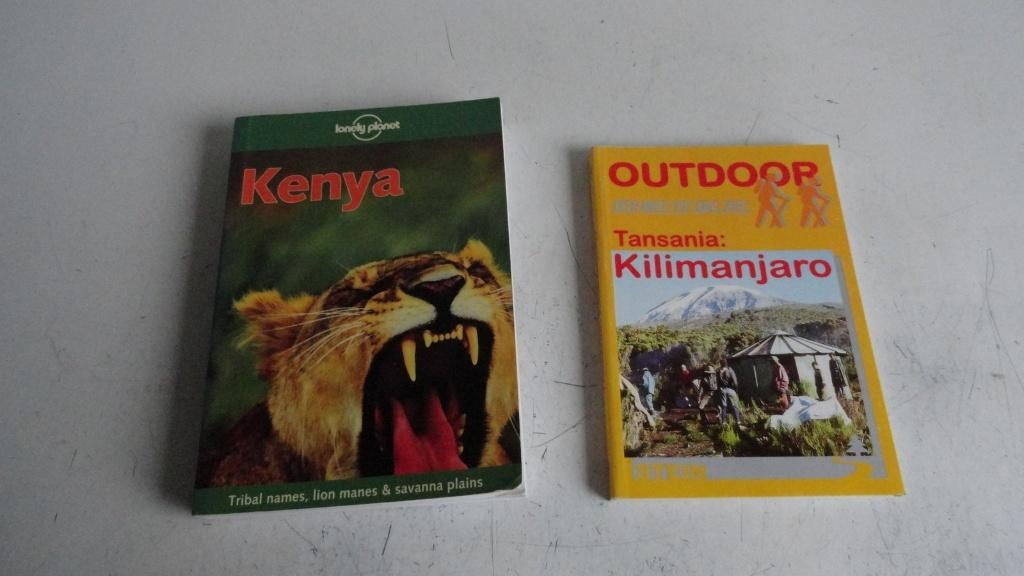 lonely planet
Kenya
Tribal names, lion manes & savanna plains
OUTDOOR
Tansania:
Kilimanjaro